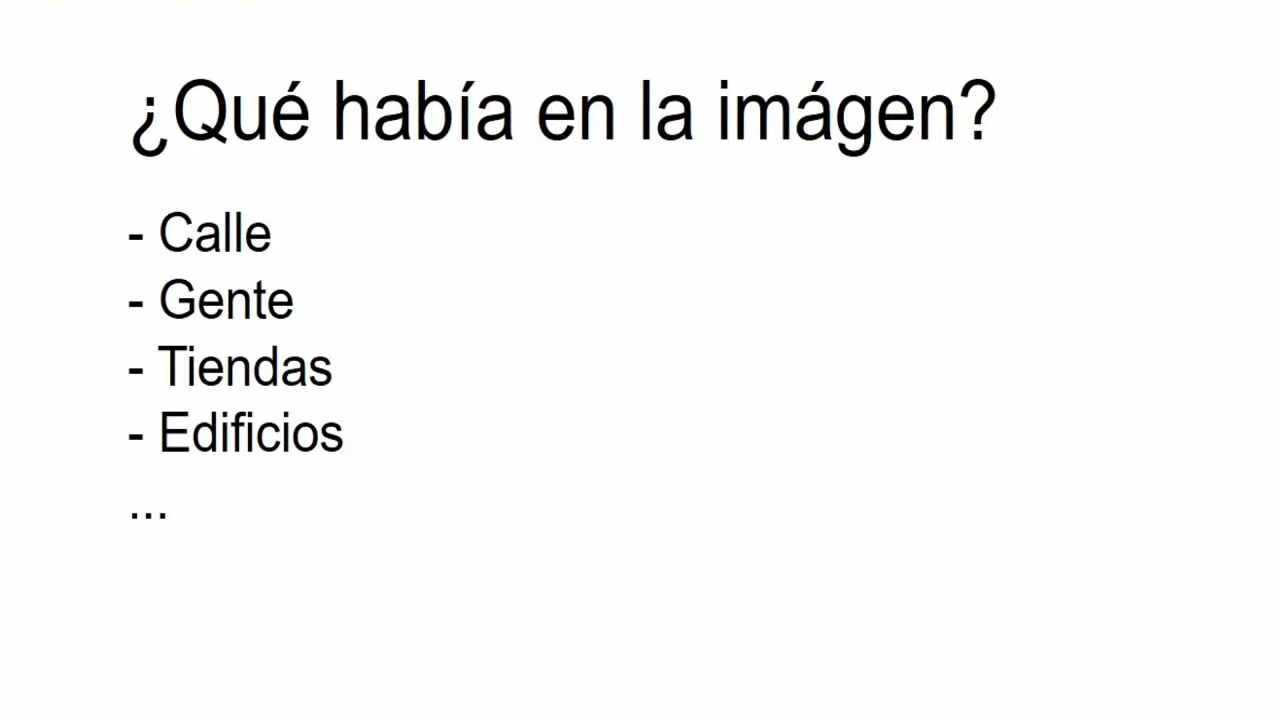 ¿Qué había en la imágen?
- Calle
- Gente
- Tiendas
- Edificios
...